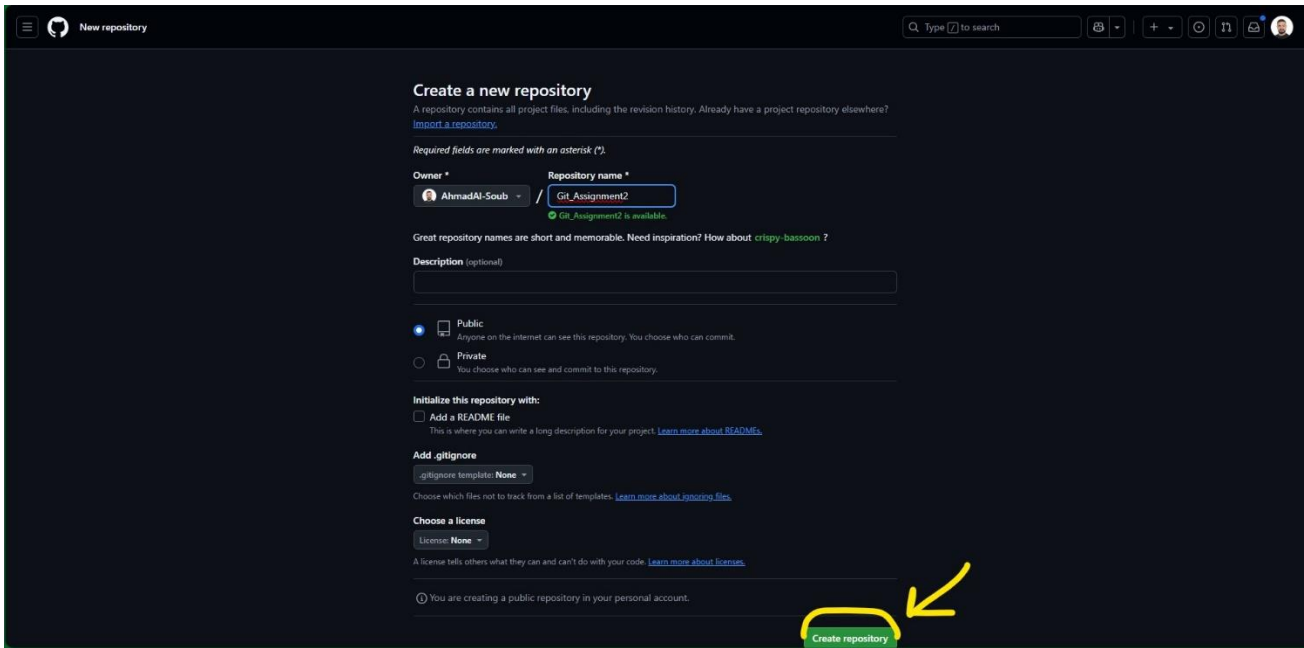 New repository
Type / to search
Create a new repository
A repository contains all project files, including the revision history. Already have a project repository elsewhere?
Import a repository.
Required fields are marked with an asterisk (*).
Owner * Repository name *
AhmadAl-Soub / Git_Assignment2
Git_Assignment2 is available.
Great repository names are short and memorable. Need inspiration? How about crispy-bassoon ?
Description (optional)
Public
Anyone on the internet can see this repository. You choose who can commit.
Private
You choose who can see and commit to this repository.
Initialize this repository with:
Add a README file
This is where you can write a long description for your project. Learn more about READMEs.
Add .gitignore
.gitignore template: None
Choose which files not to track from a list of templates. Learn more about ignoring files.
Choose a license
License: None
A license tells others what they can and can't do with your code. Learn more about licenses.
You are creating a public repository in your personal account.
Create repository